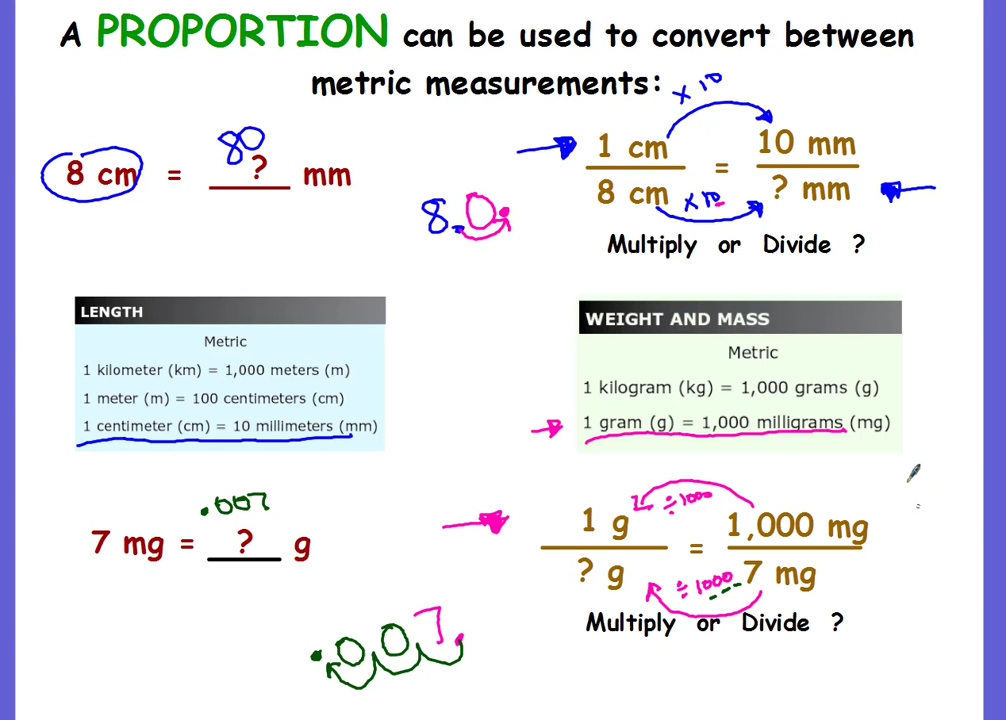 A PROPORTION can be used to convert between
metric measurements:
× 10
80
8 cm = ? mm
1 cm = 10 mm
8 cm × 10 ? mm
8.0.
Multiply or Divide ?
LENGTH
Metric
1 kilometer (km) = 1,000 meters (m)
1 meter (m) = 100 centimeters (cm)
1 centimeter (cm) = 10 millimeters (mm)
WEIGHT AND MASS
Metric
1 kilogram (kg) = 1,000 grams (g)
1 gram (g) = 1,000 milligrams (mg)
.007
7 mg = ? g
÷1000
1 g = 1,000 mg
? g ÷1000 7 mg
Multiply or Divide ?
.007.